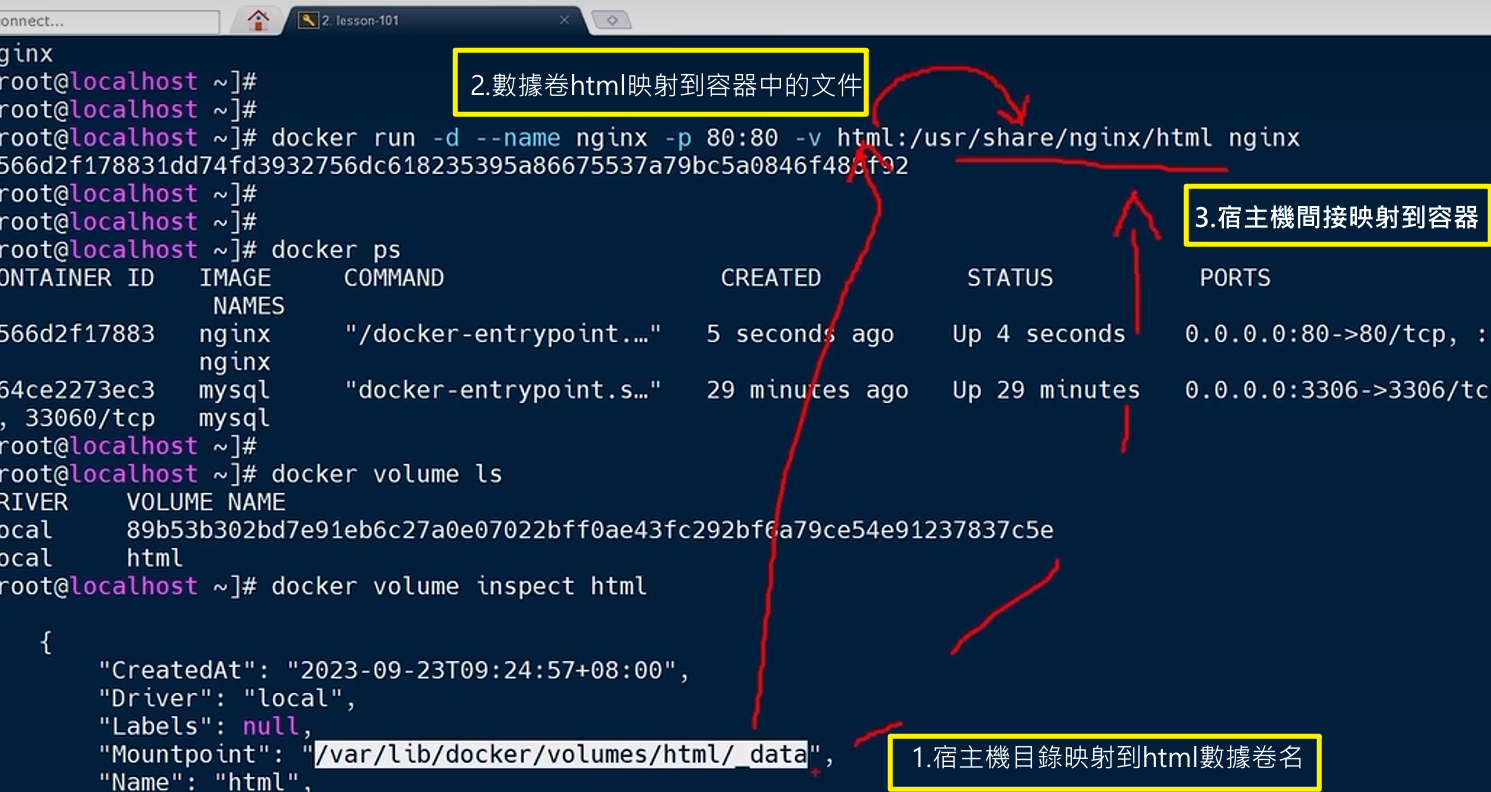 onnect...
2. lesson-101
ginx
root@localhost ~]#
2.數據卷html映射到容器中的文件
root@localhost ~]#
root@localhost ~]# docker run -d --name nginx -p 80:80 -v html:/usr/share/nginx/html nginx
566d2f178831dd74fd3932756dc618235395a86675537a79bc5a0846f488f92
root@localhost ~]#
root@localhost ~]#
3.宿主機間接映射到容器
root@localhost ~]# docker ps
ONTAINER ID IMAGE COMMAND CREATED STATUS PORTS
NAMES
566d2f17883 nginx "/docker-entrypoint.…" 5 seconds ago Up 4 seconds 0.0.0.0:80->80/tcp, :
nginx
64ce2273ec3 mysql "docker-entrypoint.s…" 29 minutes ago Up 29 minutes 0.0.0.0:3306->3306/tc
, 33060/tcp mysql
root@localhost ~]#
root@localhost ~]# docker volume ls
RIVER VOLUME NAME
ocal 89b53b302bd7e91eb6c27a0e07022bff0ae43fc292bf6a79ce54e91237837c5e
ocal html
root@localhost ~]# docker volume inspect html
{
"CreatedAt": "2023-09-23T09:24:57+08:00",
"Driver": "local",
"Labels": null,
"Mountpoint": "/var/lib/docker/volumes/html/_data",
1.宿主機目錄映射到html數據卷名
"Name": "html",